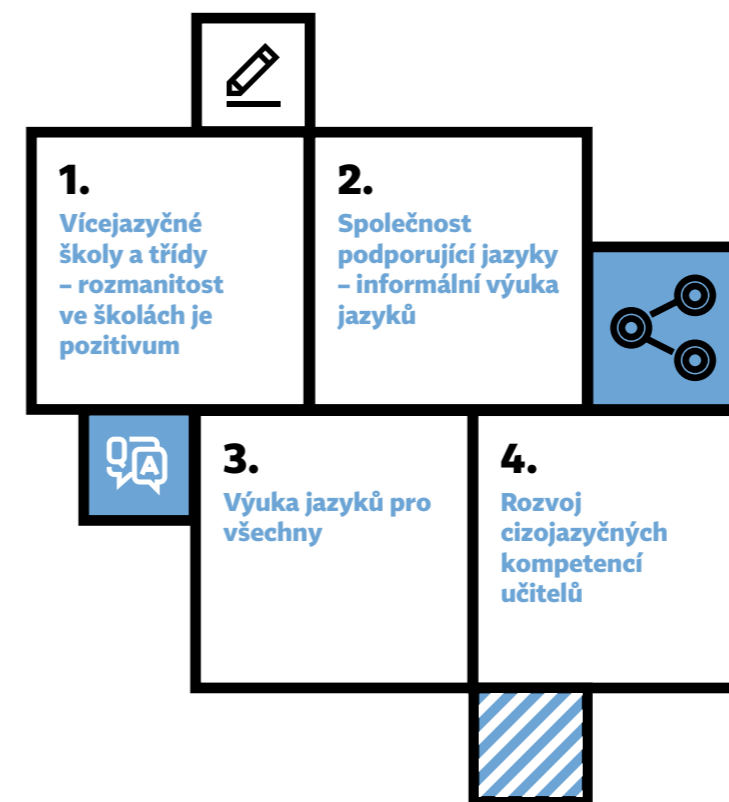 1.
Vícejazyčné
školy a třídy
– rozmanitost
ve školách je
pozitivum
2.
Společnost
podporující jazyky
– informální výuka
jazyků
Q
A
3.
Výuka jazyků pro
všechny
4.
Rozvoj
cizojazyčných
kompetencí
učitelů